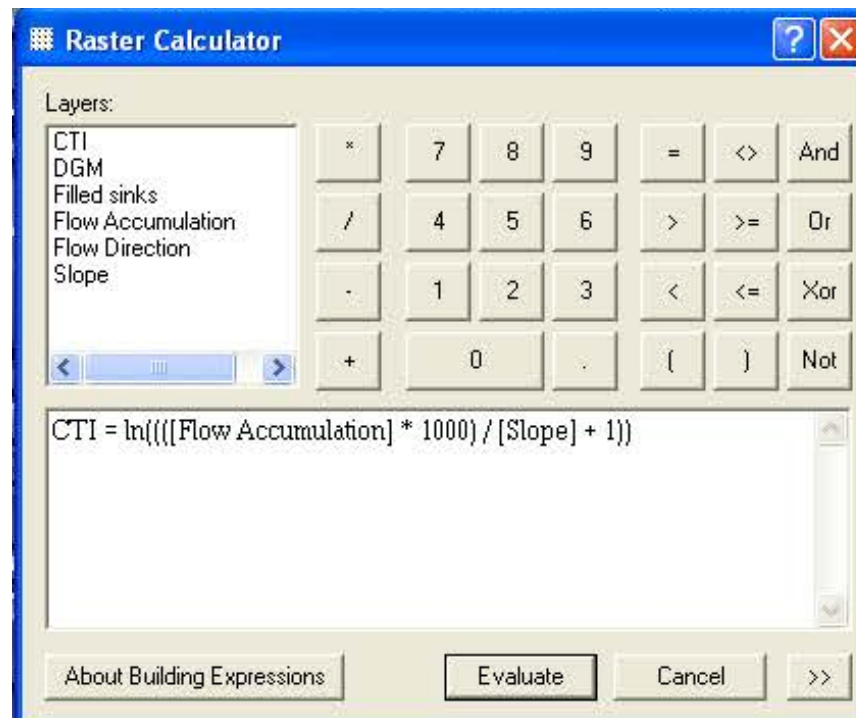 Raster Calculator
?
X
Layers:
CTI
DGM
Filled sinks
Flow Accumulation
Flow Direction
Slope
* 7 8 9 = <> And
/ 4 5 6 > >= Or
- 1 2 3 < <= Xor
+ 0 . ( ) Not
CTI = ln(((([Flow Accumulation] * 1000) / [Slope] + 1))
About Building Expressions
Evaluate
Cancel
>>